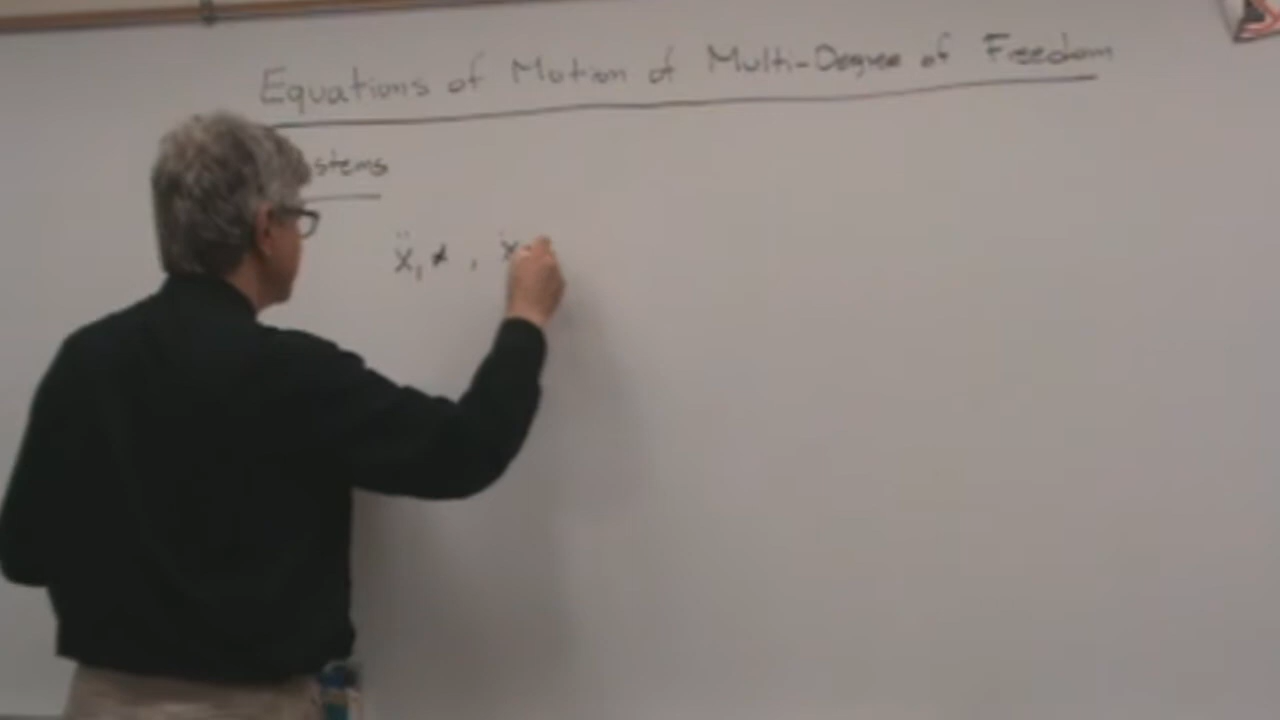 Equations of Motion of Multi-Degree of Freedom
stems
ẍ₁ , ẋ